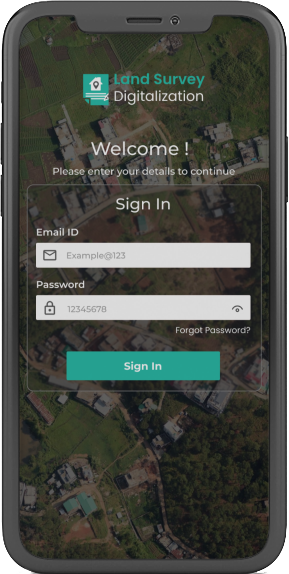 Land Survey
Digitalization
Welcome !
Please enter your details to continue
Sign In
Email ID
Example@123
Password
12345678
Forgot Password?
Sign In